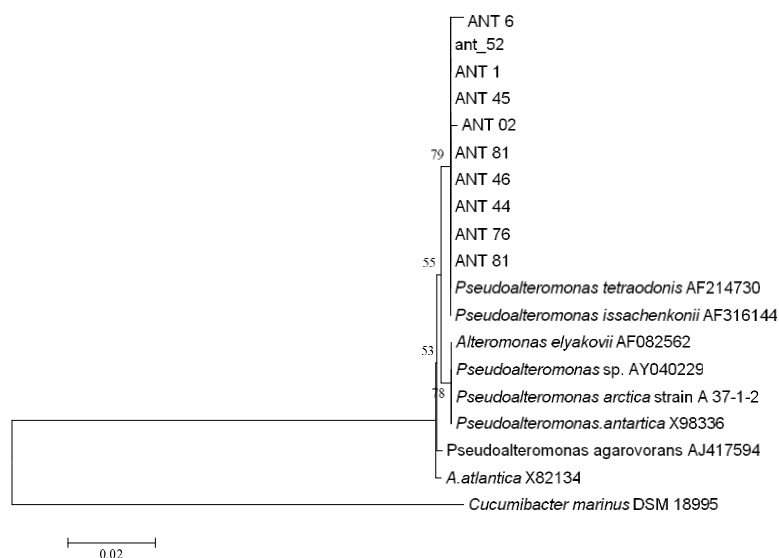 ANT 6
ant_52
ANT 1
ANT 45
ANT 02
ANT 81
79
ANT 46
ANT 44
ANT 76
ANT 81
55
Pseudoalteromonas tetraodonis AF214730
Pseudoalteromonas issachenkonii AF316144
Alteromonas elyakovii AF082562
53
Pseudoalteromonas sp. AY040229
78
Pseudoalteromonas arctica strain A 37-1-2
Pseudoalteromonas.antartica X98336
Pseudoalteromonas agarovorans AJ417594
A.atlantica X82134
Cucumibacter marinus DSM 18995
0.02